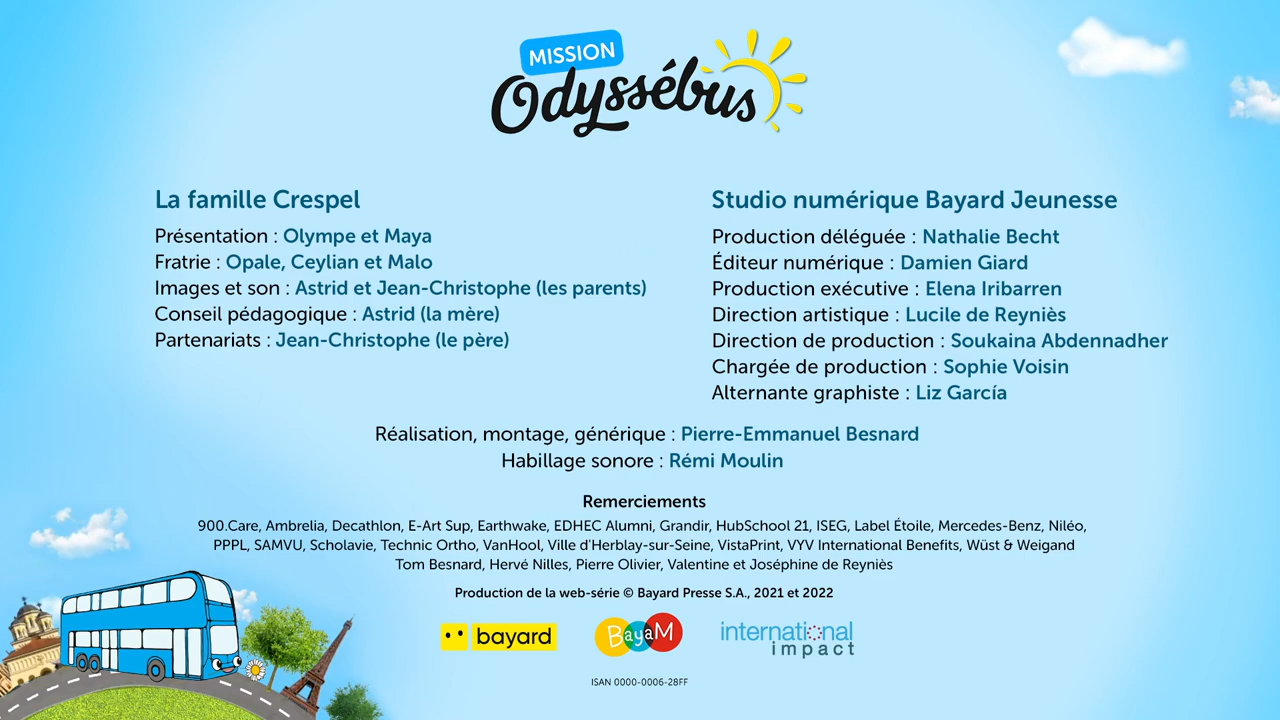 MISSION
Odyssébus
La famille Crespel
Présentation : Olympe et Maya
Fratrie : Opale, Ceylian et Malo
Images et son : Astrid et Jean-Christophe (les parents)
Conseil pédagogique : Astrid (la mère)
Partenariats : Jean-Christophe (le père)
Studio numérique Bayard Jeunesse
Production déléguée : Nathalie Becht
Éditeur numérique : Damien Giard
Production exécutive : Elena Iribarren
Direction artistique : Lucile de Reyniès
Direction de production : Soukaina Abdennadher
Chargée de production : Sophie Voisin
Alternante graphiste : Liz García
Réalisation, montage, générique : Pierre-Emmanuel Besnard
Habillage sonore : Rémi Moulin
Remerciements
900.Care, Ambrelia, Decathlon, E-Art Sup, Earthwake, EDHEC Alumni, Grandir, HubSchool 21, ISEG, Label Étoile, Mercedes-Benz, Niléo,
PPPL, SAMVU, Scholavie, Technic Ortho, VanHool, Ville d'Herblay-sur-Seine, VistaPrint, VYV International Benefits, Wüst & Weigand
Tom Besnard, Hervé Nilles, Pierre Olivier, Valentine et Joséphine de Reyniès
Production de la web-série © Bayard Presse S.A., 2021 et 2022
bayard
BayaM
international
impact
ISAN 0000-0006-28FF